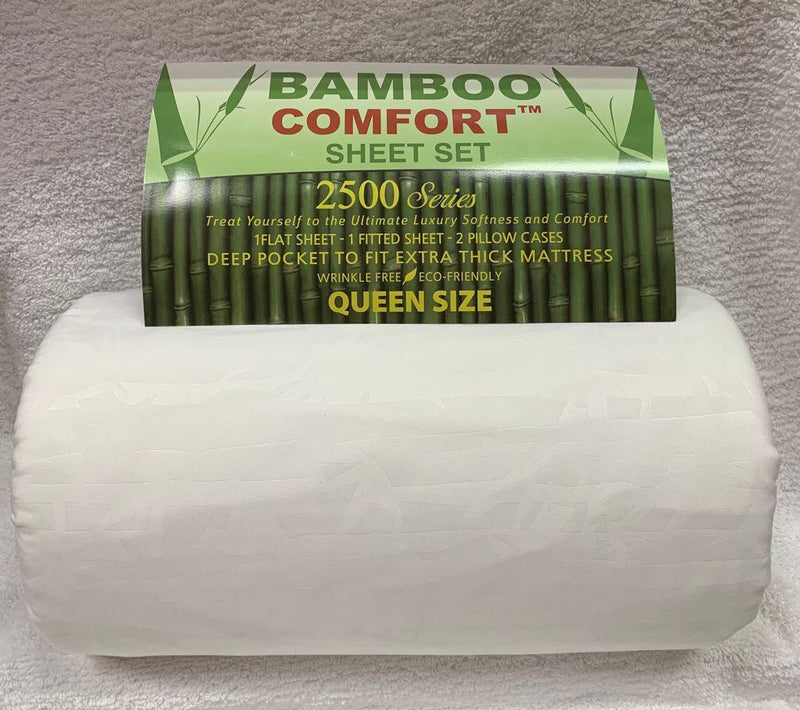 BAMBOO
COMFORT™
SHEET SET
2500 Series
Treat Yourself to the Ultimate Luxury Softness and Comfort
1FLAT SHEET - 1 FITTED SHEET - 2 PILLOW CASES
DEEP POCKET TO FIT EXTRA THICK MATTRESS
WRINKLE FREE ECO-FRIENDLY
QUEEN SIZE